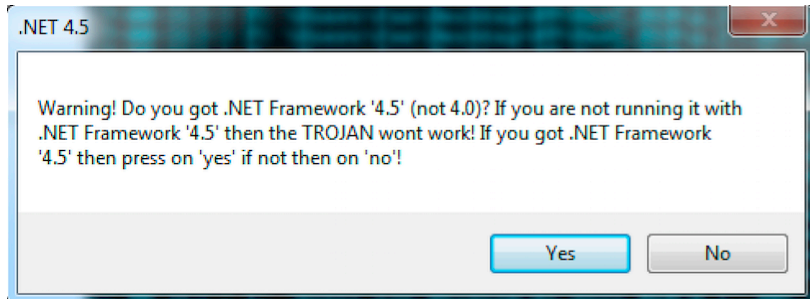 .NET 4.5
Warning! Do you got .NET Framework '4.5' (not 4.0)? If you are not running it with
.NET Framework '4.5' then the TROJAN wont work! If you got .NET Framework
'4.5' then press on 'yes' if not then on 'no'!
Yes No